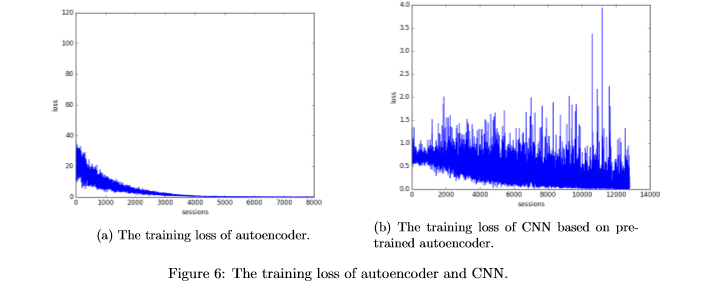 120
100
80
60
40
20
0
loss
0 1000 2000 3000 4000 5000 6000 7000 8000
sessions
(a) The training loss of autoencoder.
4.0
3.5
3.0
2.5
2.0
1.5
1.0
0.5
0.0
loss
0 2000 4000 6000 8000 10000 12000 14000
sessions
(b) The training loss of CNN based on pre-
trained autoencoder.
Figure 6: The training loss of autoencoder and CNN.